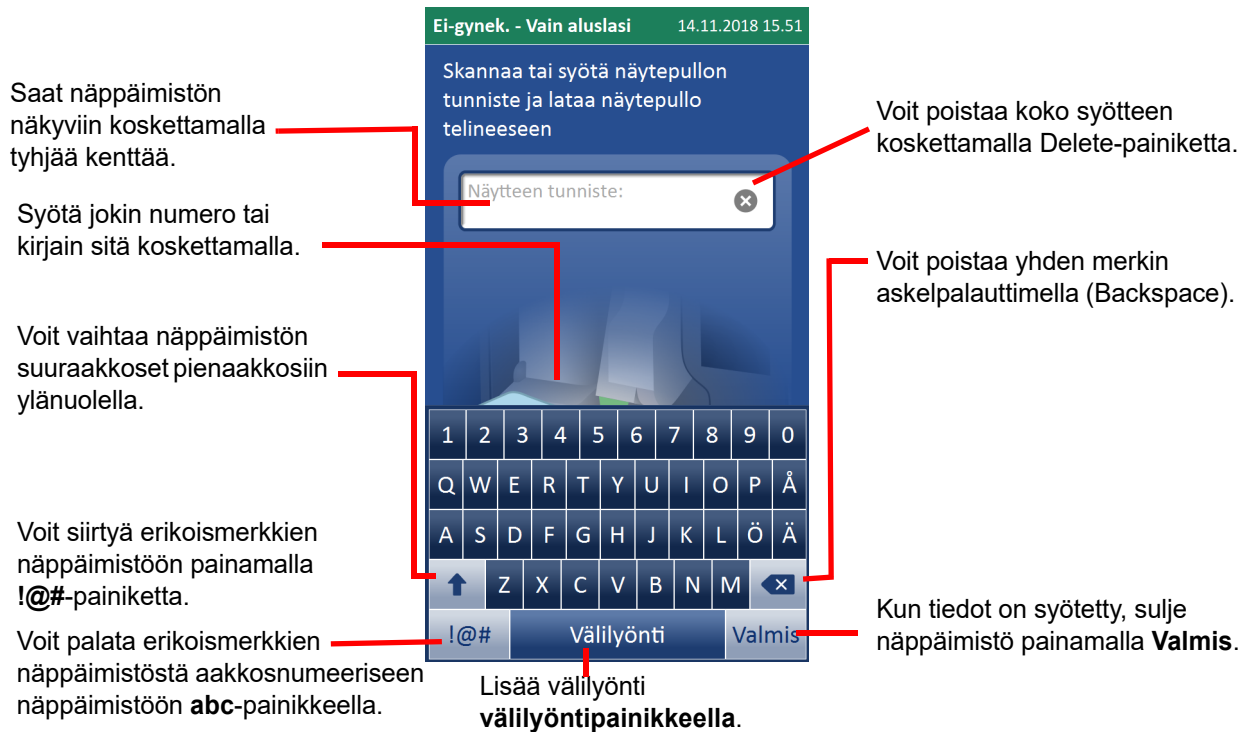 Ei-gynek. - Vain aluslasi 14.11.2018 15.51
Skannaa tai syötä näytepullon
tunniste ja lataa näytepullo
telineeseen
Näytteen tunniste:
Saat näppäimistön
näkyviin koskettamalla
tyhjää kenttää.
Syötä jokin numero tai
kirjain sitä koskettamalla.
Voit vaihtaa näppäimistön
suuraakkoset pienaakkosiin
ylänuolella.
Voit siirtyä erikoismerkkien
näppäimistöön painamalla
!@#-painiketta.
Voit palata erikoismerkkien
näppäimistöstä aakkosnumeeriseen
näppäimistöön abc-painikkeella.
1 2 3 4 5 6 7 8 9 0
Q W E R T Y U I O P Å
A S D F G H J K L Ö Ä
Z X C V B N M
!@# Välilyönti Valmis
Lisää välilyönti
välilyöntipainikkeella.
Voit poistaa koko syötteen
koskettamalla Delete-painiketta.
Voit poistaa yhden merkin
askelpalauttimella (Backspace).
Kun tiedot on syötetty, sulje
näppäimistö painamalla Valmis.